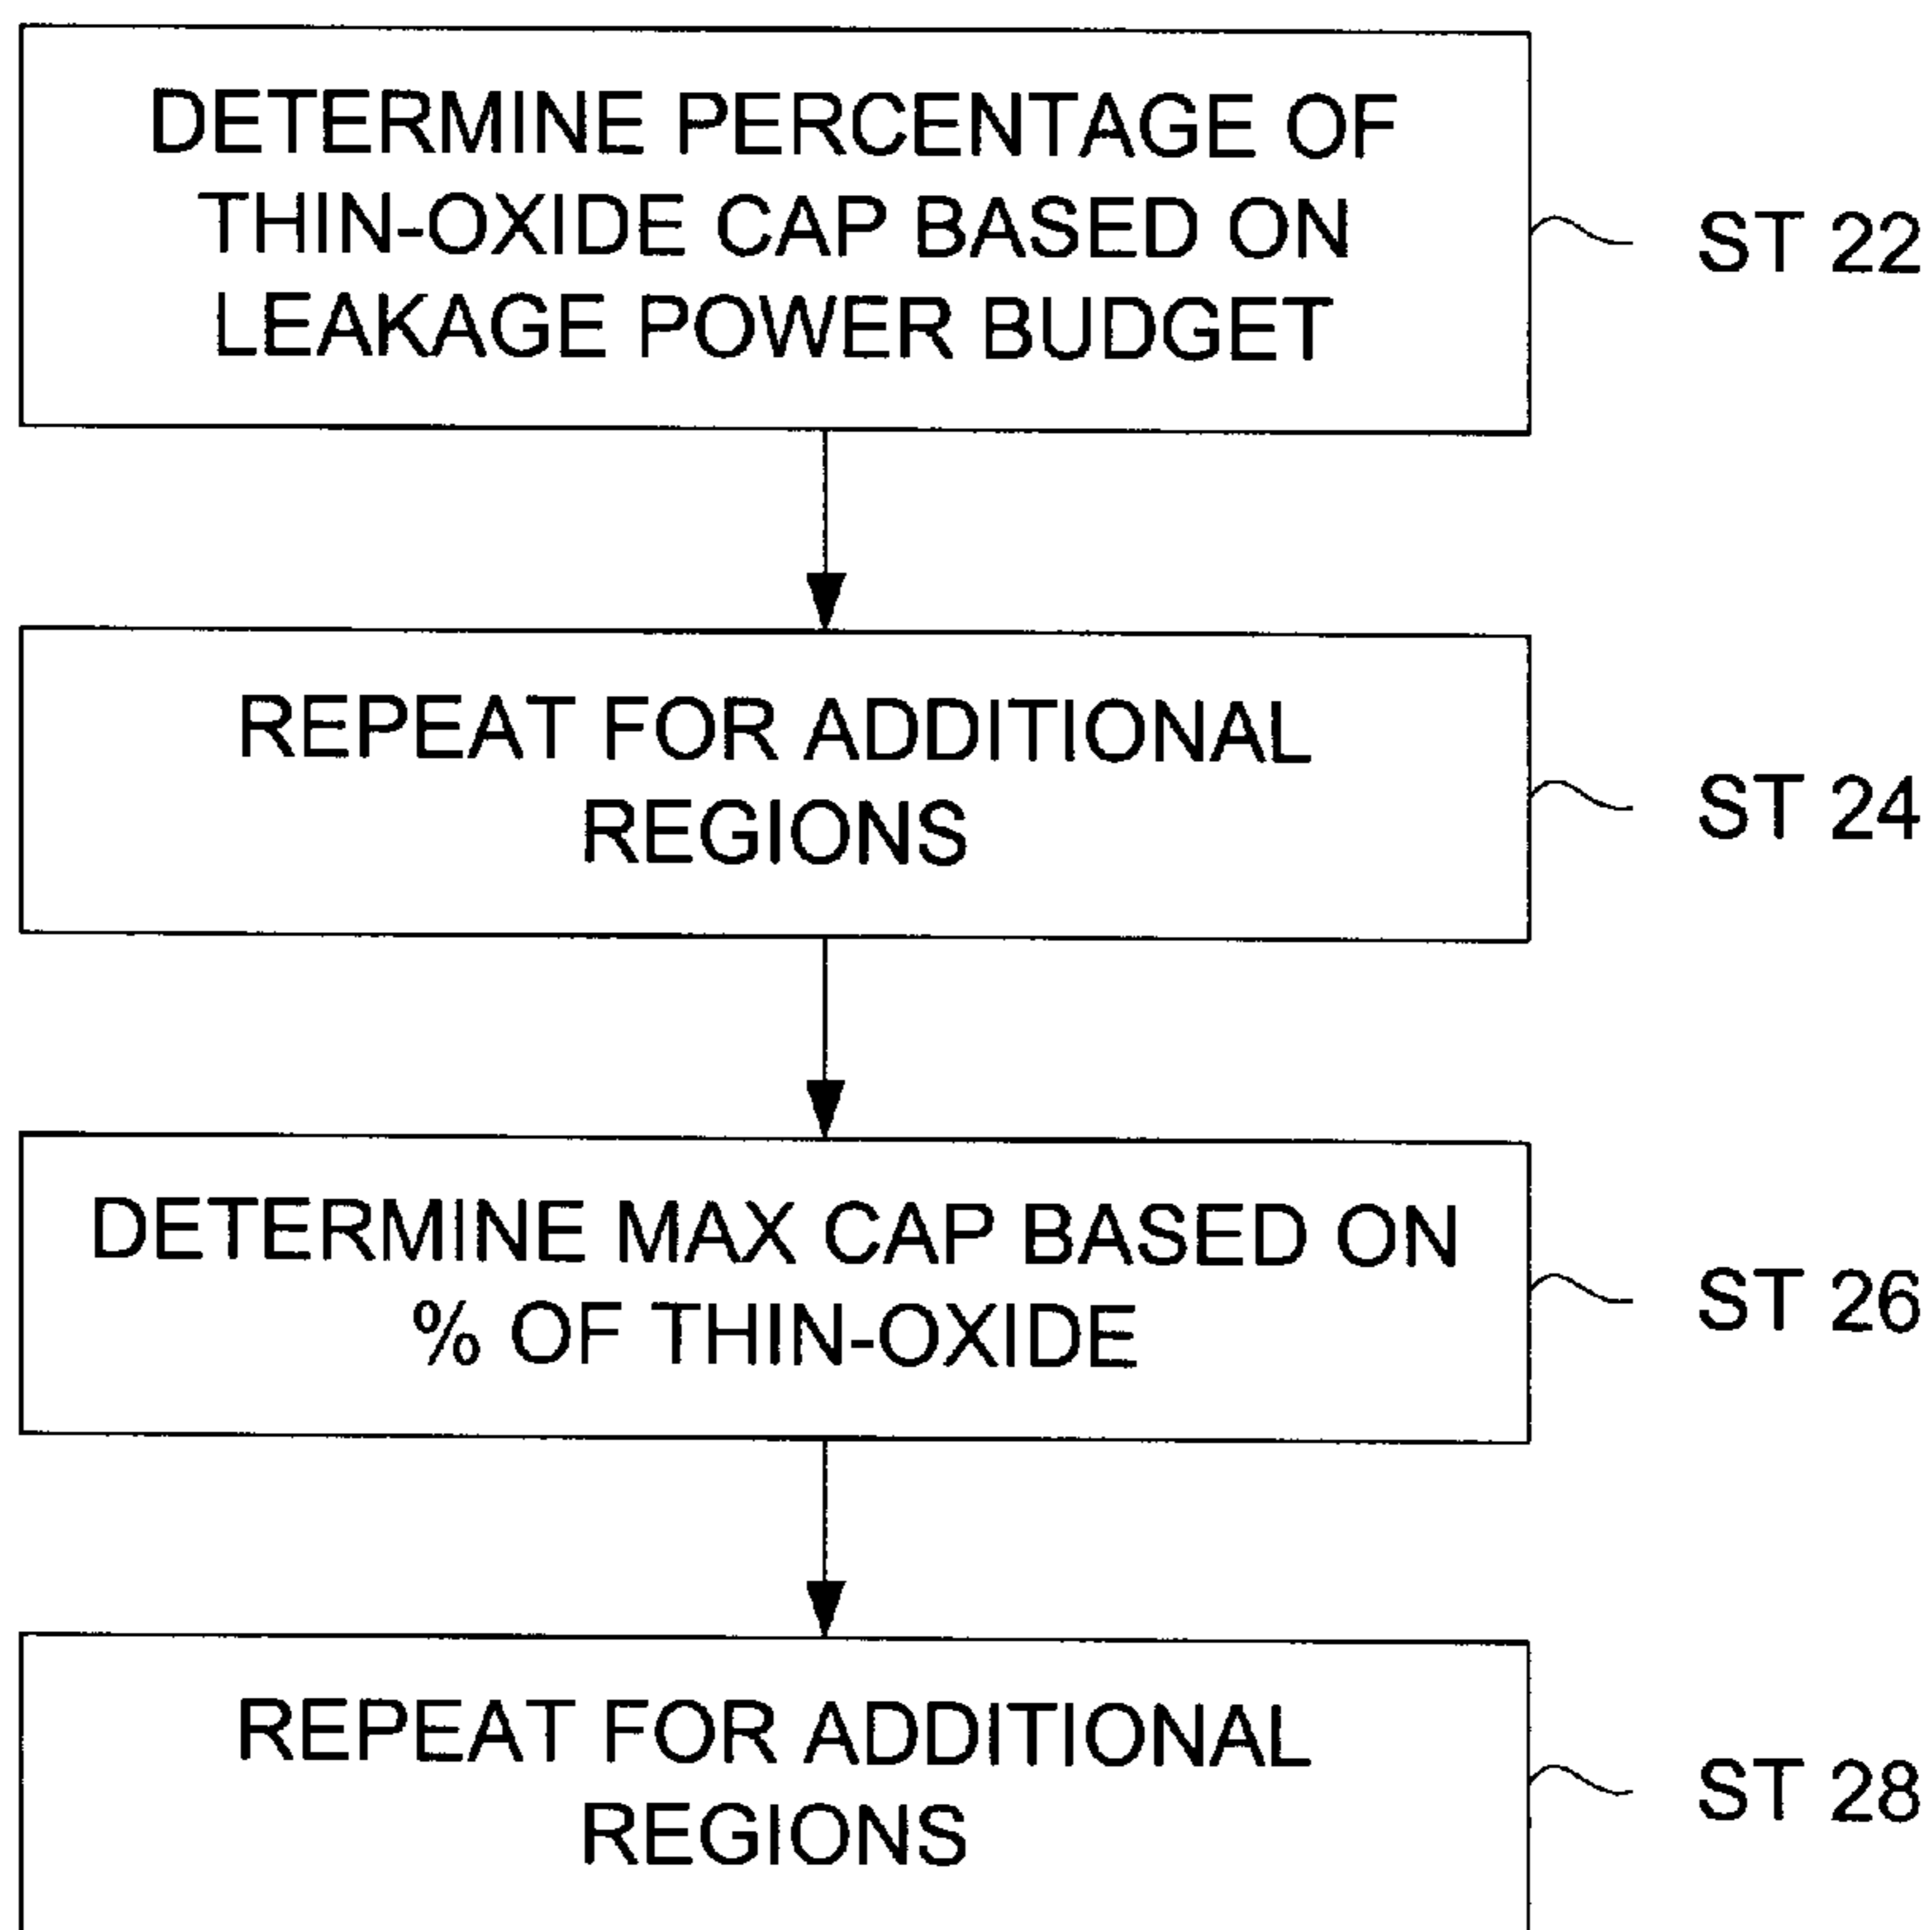 DETERMINE PERCENTAGE OF
THIN-OXIDE CAP BASED ON
LEAKAGE POWER BUDGET
ST 22
REPEAT FOR ADDITIONAL
REGIONS
ST 24
DETERMINE MAX CAP BASED ON
% OF THIN-OXIDE
ST 26
REPEAT FOR ADDITIONAL
REGIONS
ST 28